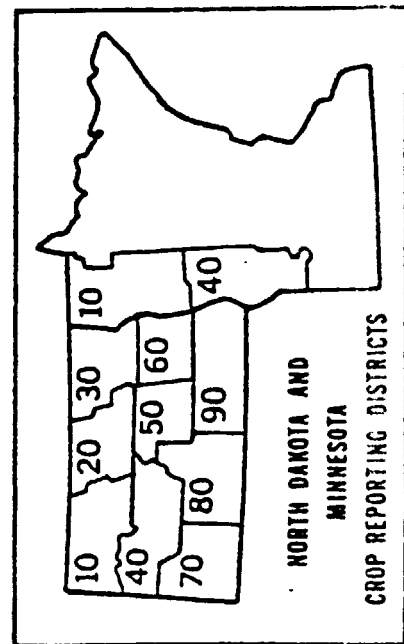 10 20 30 10
40 50 60 40
70 80 90
NORTH DAKOTA AND
MINNESOTA
CROP REPORTING DISTRICTS